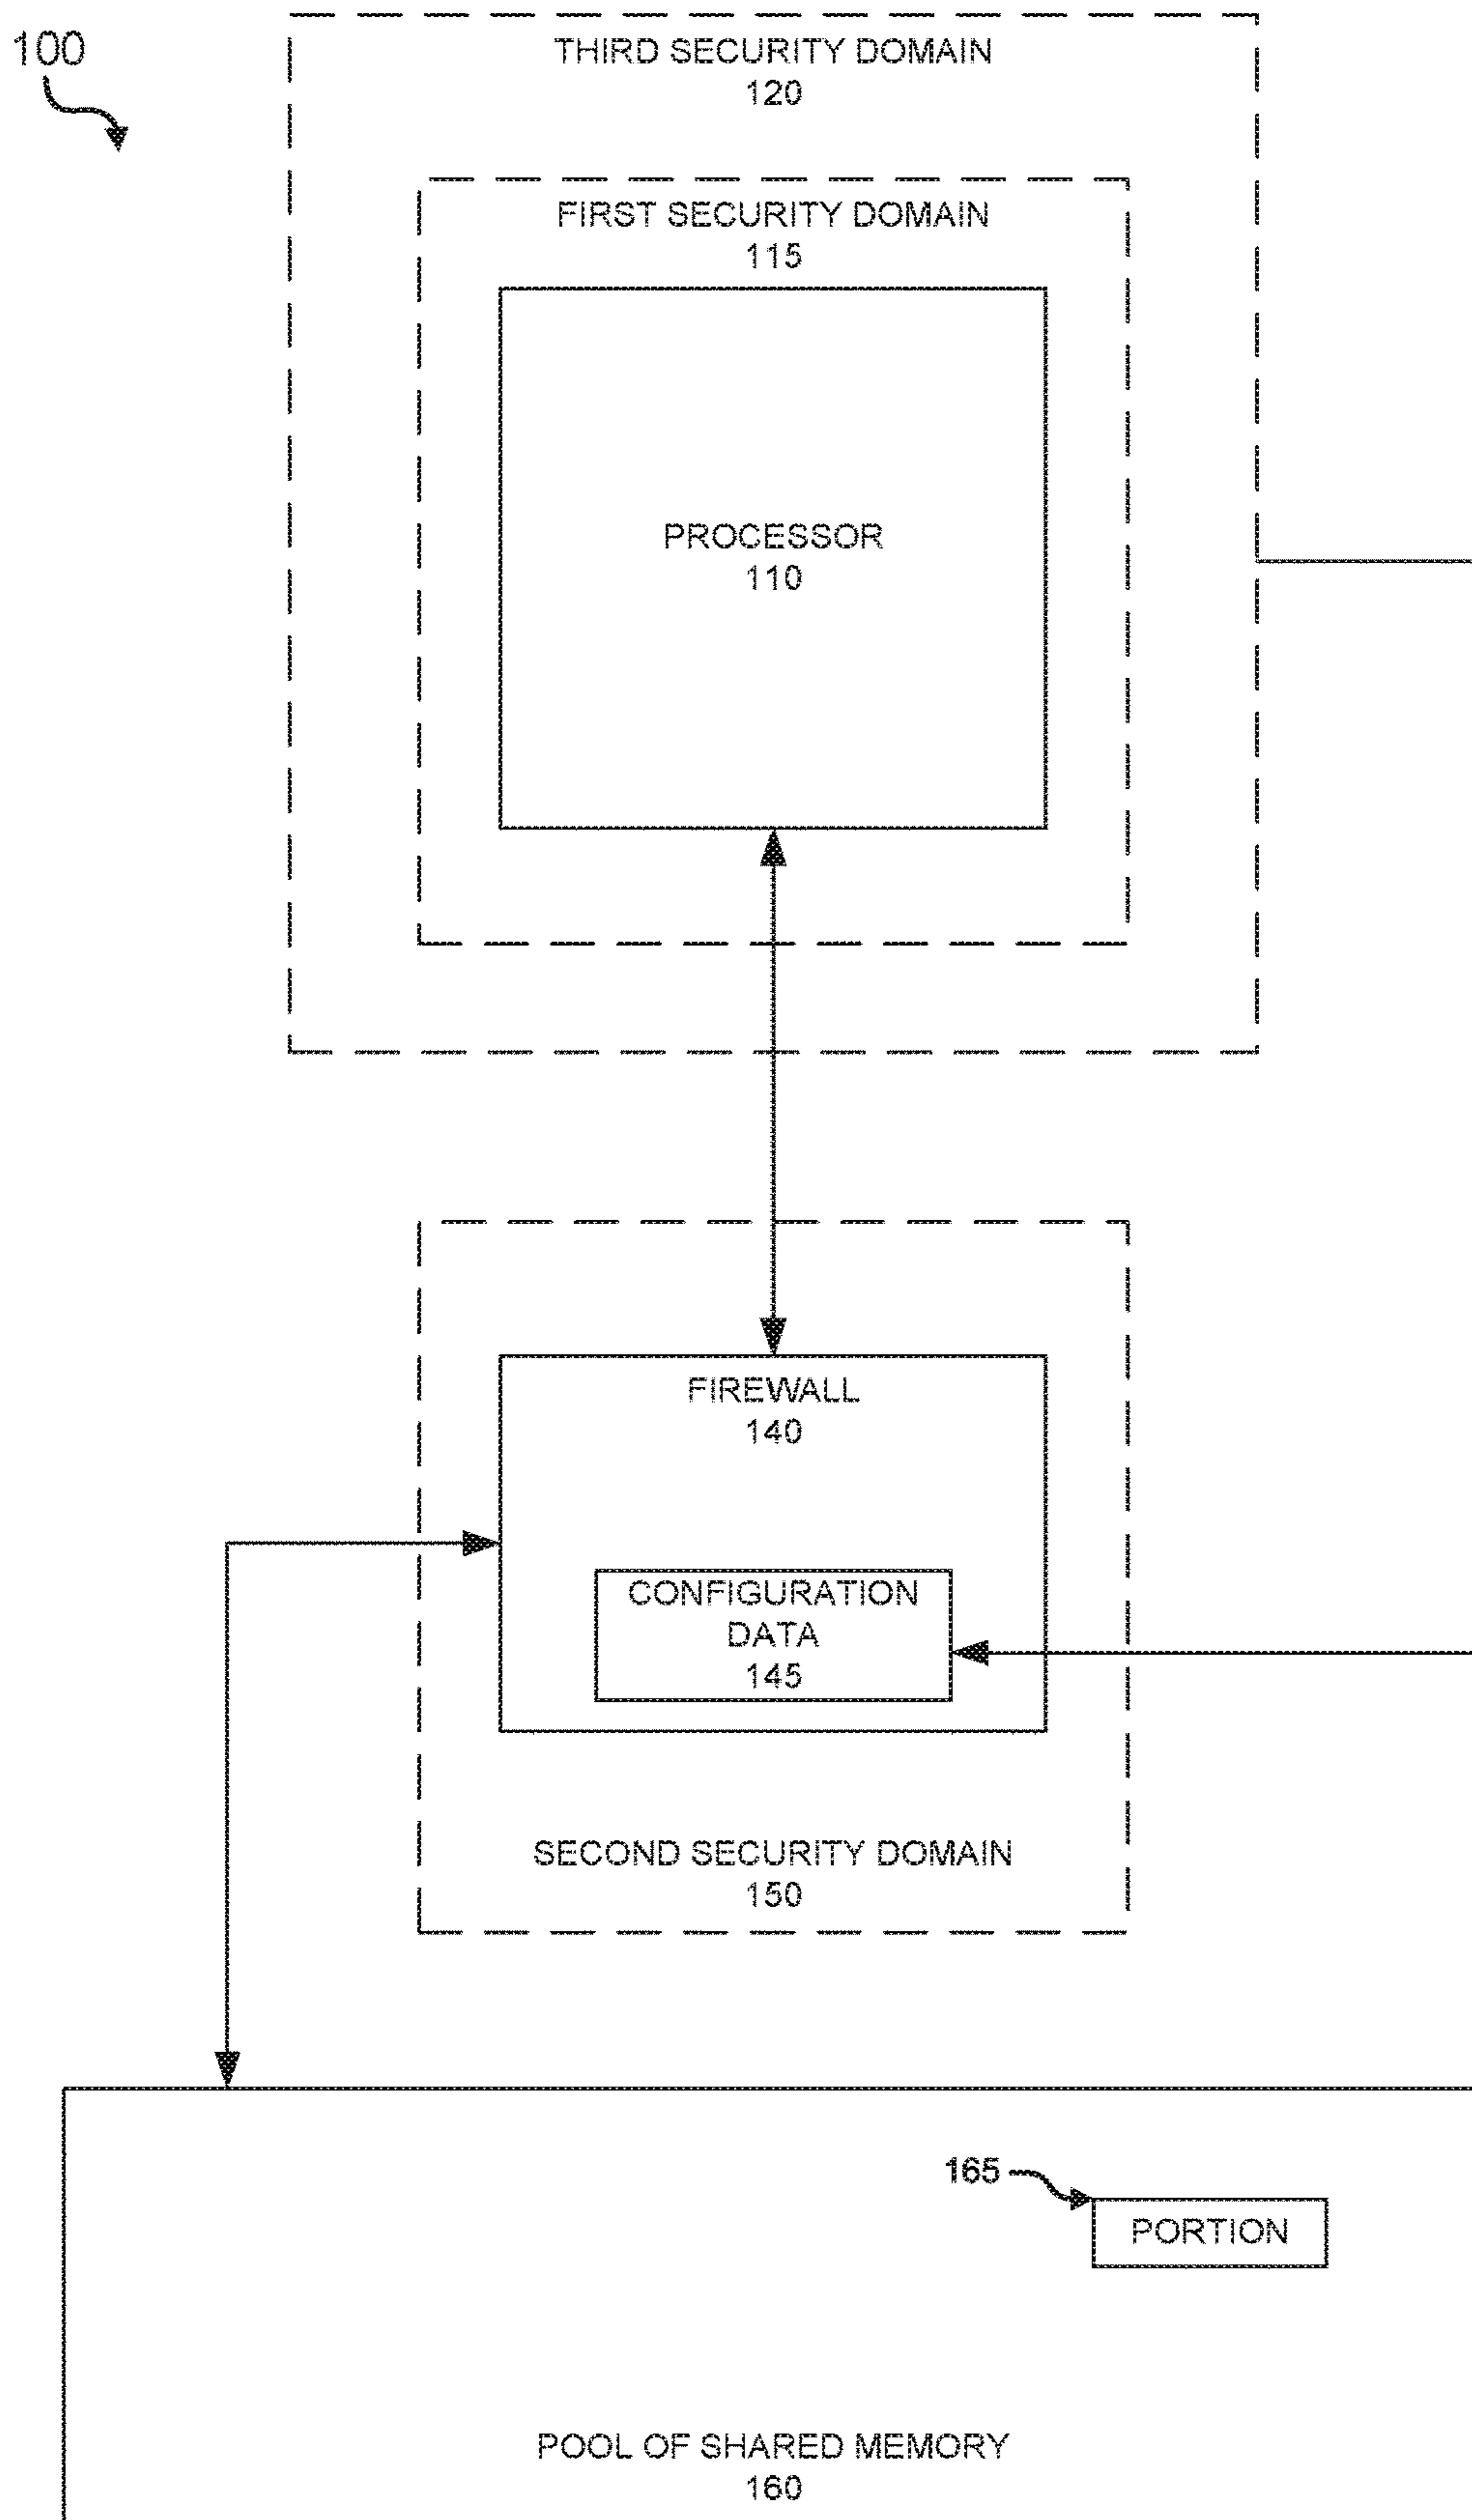 100
THIRD SECURITY DOMAIN
120
FIRST SECURITY DOMAIN
115
PROCESSOR
110
FIREWALL
140
CONFIGURATION
DATA
145
SECOND SECURITY DOMAIN
150
165
PORTION
POOL OF SHARED MEMORY
160